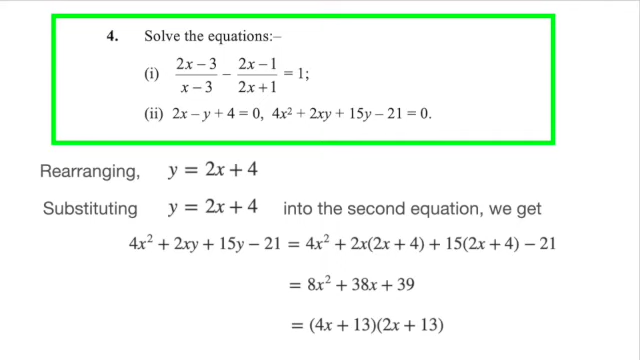 4. Solve the equations:–
(i) (2x – 3)/(x – 3) – (2x – 1)/(2x + 1) = 1;
(ii) 2x – y + 4 = 0, 4x² + 2xy + 15y – 21 = 0.
Rearranging, y = 2x + 4
Substituting y = 2x + 4 into the second equation, we get
4x² + 2xy + 15y − 21 = 4x² + 2x(2x + 4) + 15(2x + 4) − 21
= 8x² + 38x + 39
= (4x + 13)(2x + 13)